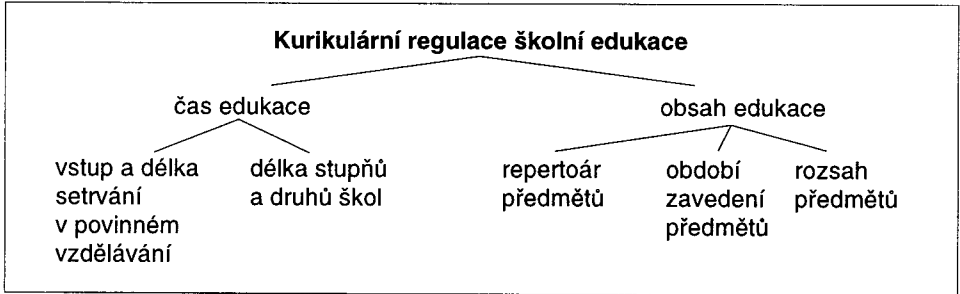 Kurikulární regulace školní edukace
čas edukace
obsah edukace
vstup a délka
setrvání
v povinném
vzdělávání
délka stupňů
a druhů škol
repertoár
předmětů
období
zavedení
předmětů
rozsah
předmětů